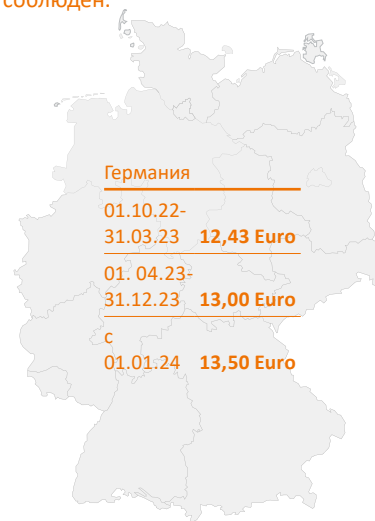 соблюден.
Германия
01.10.22-
31.03.23 12,43 Euro
01. 04.23-
31.12.23 13,00 Euro
с
01.01.24 13,50 Euro